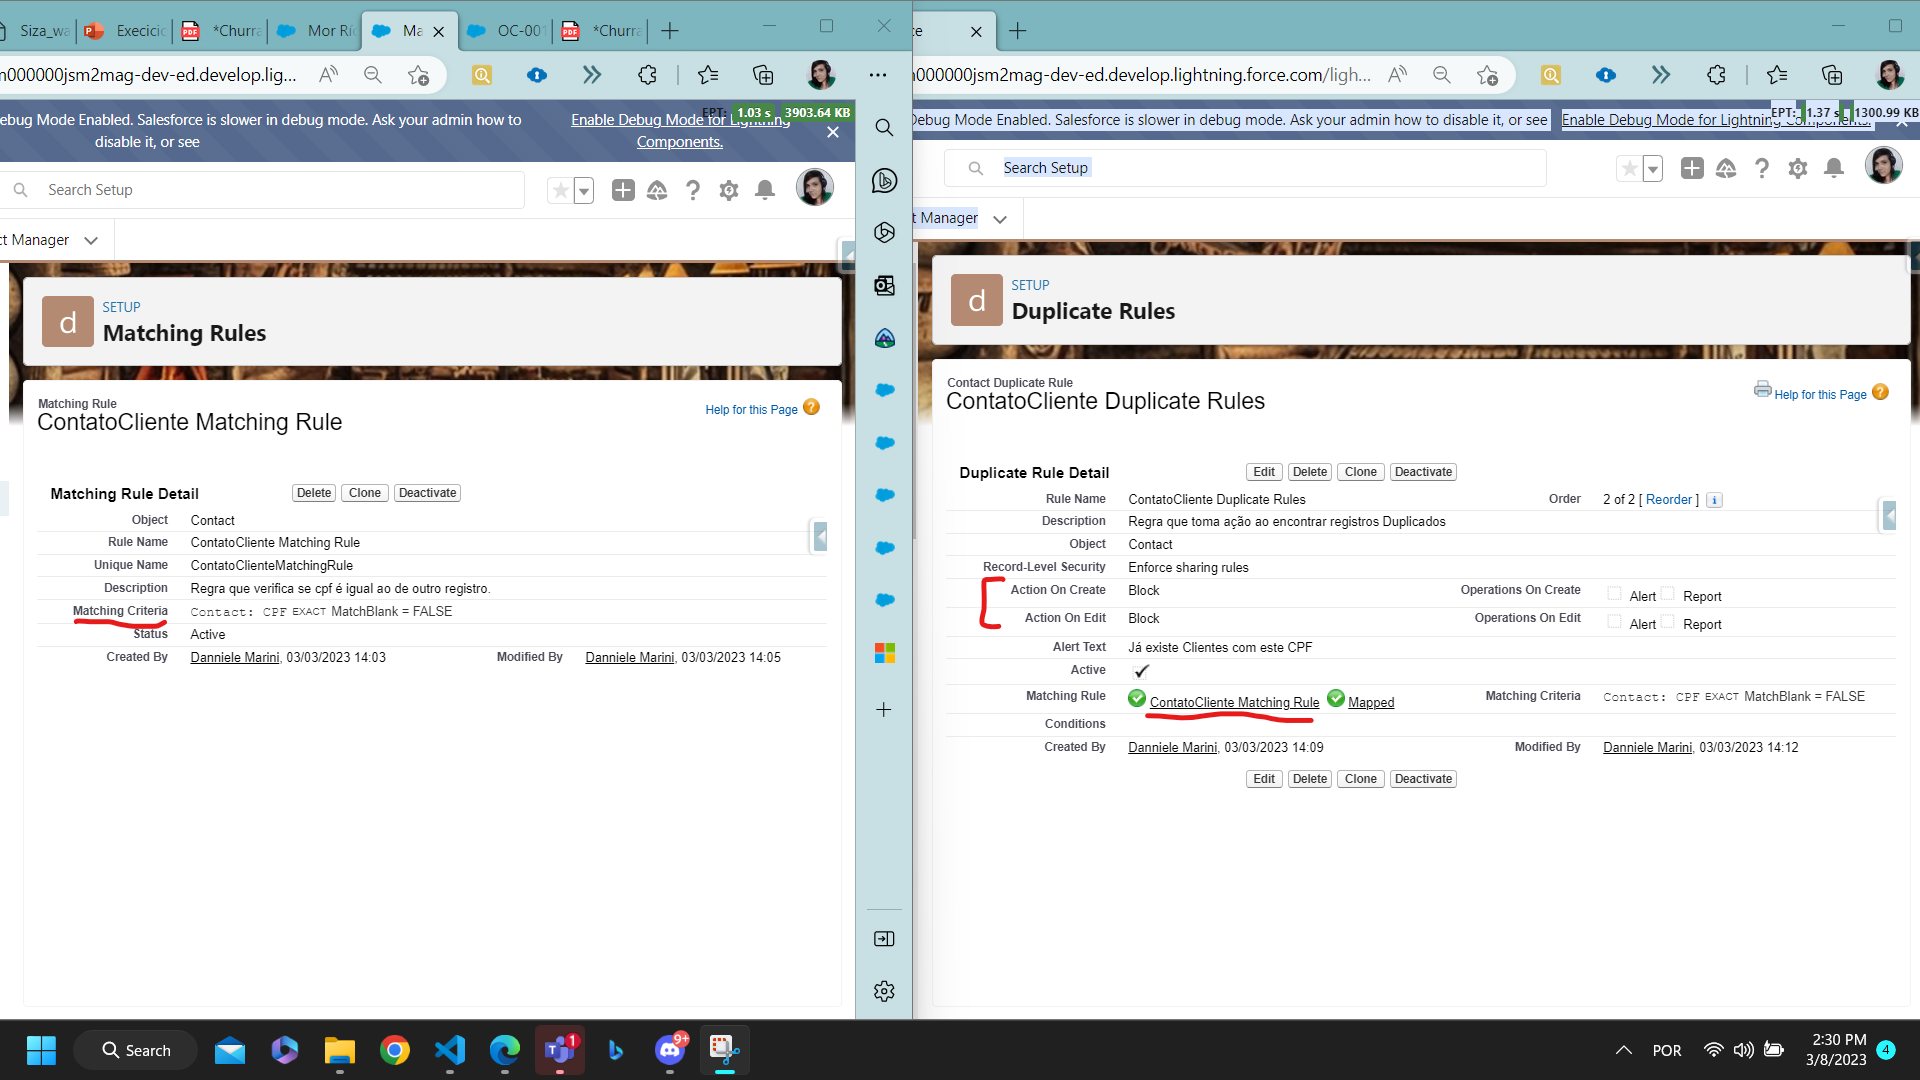 Siza_wa
Execicio
*Churra
Mor Río
Ma
OC-001
*Churra
m000000jsm2mag-dev-ed.develop.lig...
ebug Mode Enabled. Salesforce is slower in debug mode. Ask your admin how to
disable it, or see
Enable Debug Mode for Lightning
Components.
EPT: 1.03 s 3903.64 KB
Search Setup
ct Manager
SETUP
Matching Rules
Matching Rule
ContatoCliente Matching Rule
Help for this Page
Matching Rule Detail
Delete Clone Deactivate
Object Contact
Rule Name ContatoCliente Matching Rule
Unique Name ContatoClienteMatchingRule
Description Regra que verifica se cpf é igual ao de outro registro.
Matching Criteria Contact: CPF EXACT MatchBlank = FALSE
Status Active
Created By Danniele Marini, 03/03/2023 14:03 Modified By Danniele Marini, 03/03/2023 14:05
ce
m000000jsm2mag-dev-ed.develop.lightning.force.com/ligh...
Debug Mode Enabled. Salesforce is slower in debug mode. Ask your admin how to disable it, or see Enable Debug Mode for Lightning Components.
EPT: 1.37 s 1300.99 KB
Search Setup
t Manager
SETUP
Duplicate Rules
Contact Duplicate Rule
ContatoCliente Duplicate Rules
Help for this Page
Duplicate Rule Detail
Edit Delete Clone Deactivate
Rule Name ContatoCliente Duplicate Rules Order 2 of 2 [ Reorder ] i
Description Regra que toma ação ao encontrar registros Duplicados
Object Contact
Record-Level Security Enforce sharing rules
Action On Create Block Operations On Create Alert Report
Action On Edit Block Operations On Edit Alert Report
Alert Text Já existe Clientes com este CPF
Active
Matching Rule ContatoCliente Matching Rule Mapped Matching Criteria Contact: CPF EXACT MatchBlank = FALSE
Conditions
Created By Danniele Marini, 03/03/2023 14:09 Modified By Danniele Marini, 03/03/2023 14:12
Edit Delete Clone Deactivate
Search
1
9+
POR
2:30 PM
3/8/2023
4